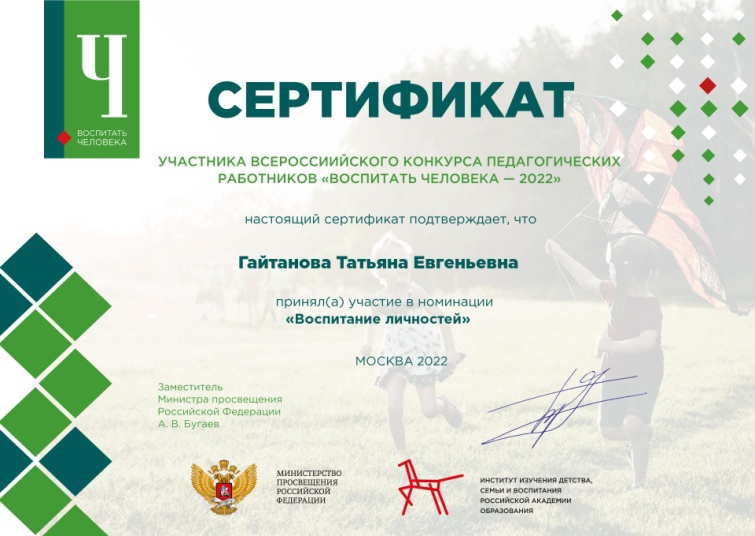 Ч
ВОСПИТАТЬ
ЧЕЛОВЕКА
СЕРТИФИКАТ
УЧАСТНИКА ВСЕРОССИИЙСКОГО КОНКУРСА ПЕДАГОГИЧЕСКИХ
РАБОТНИКОВ «ВОСПИТАТЬ ЧЕЛОВЕКА — 2022»
настоящий сертификат подтверждает, что
Гайтанова Татьяна Евгеньевна
принял(а) участие в номинации
«Воспитание личностей»
МОСКВА 2022
Заместитель
Министра просвещения
Российской Федерации
А. В. Бугаев
МИНИСТЕРСТВО
ПРОСВЕЩЕНИЯ
РОССИЙСКОЙ
ФЕДЕРАЦИИ
ИНСТИТУТ ИЗУЧЕНИЯ ДЕТСТВА,
СЕМЬИ И ВОСПИТАНИЯ
РОССИЙСКОЙ АКАДЕМИИ
ОБРАЗОВАНИЯ